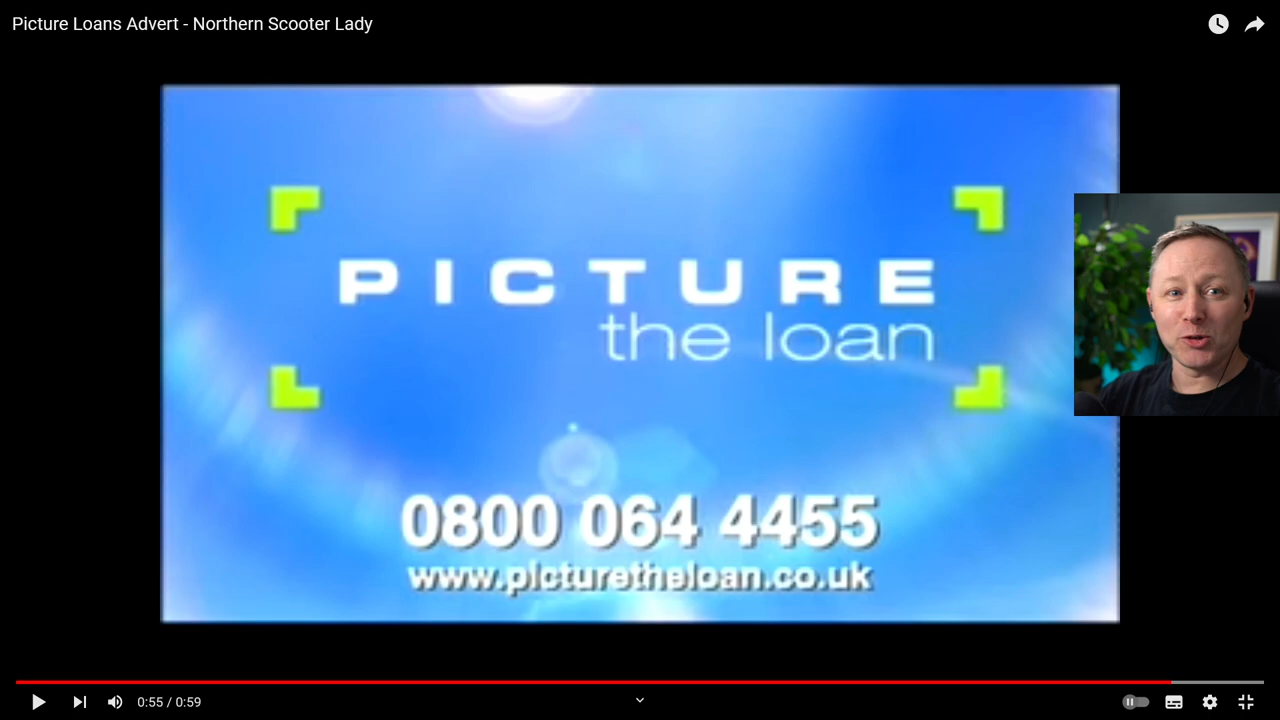 Picture Loans Advert - Northern Scooter Lady
PICTURE
the loan
0800 064 4455
www.picturetheloan.co.uk
0:55 / 0:59